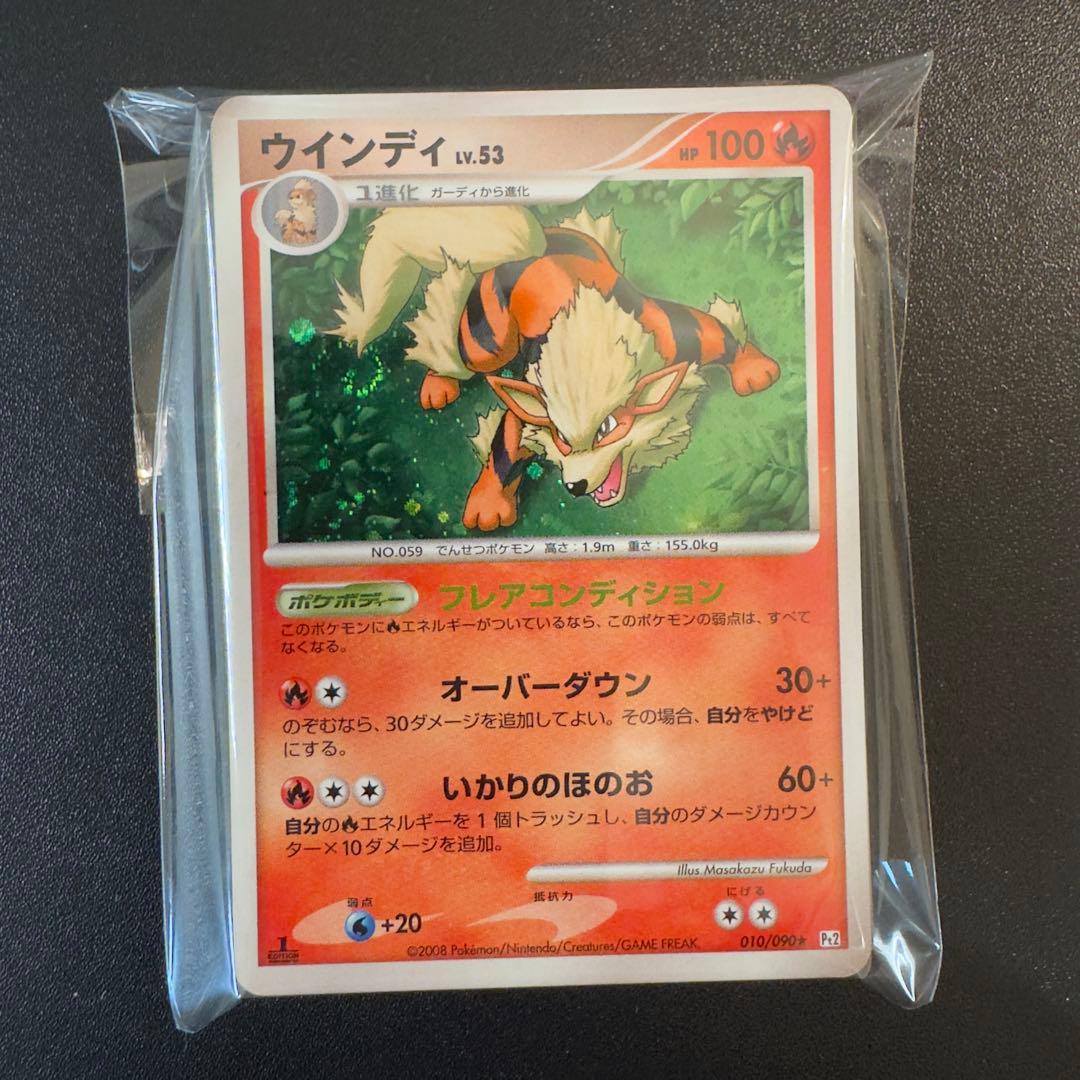 ウインディ LV.53 HP 100
1進化 ガーディから進化
NO.059 でんせつポケモン 高さ：1.9m 重さ：155.0kg
ポケボディー フレアコンディション
このポケモンにエネルギーがついているなら、このポケモンの弱点は、すべて
なくなる。
オーバーダウン 30+
のぞむなら、30ダメージを追加してよい。その場合、自分をやけど
にする。
いかりのほのお 60+
自分のエネルギーを1個トラッシュし、自分のダメージカウン
ター×10ダメージを追加。
Illus Masakazu Fukuda
弱点 抵抗力 にげる
+20
1 EDITION
©2008 Pokémon/Nintendo/Creatures/GAME FREAK.
010/090★ Pt2